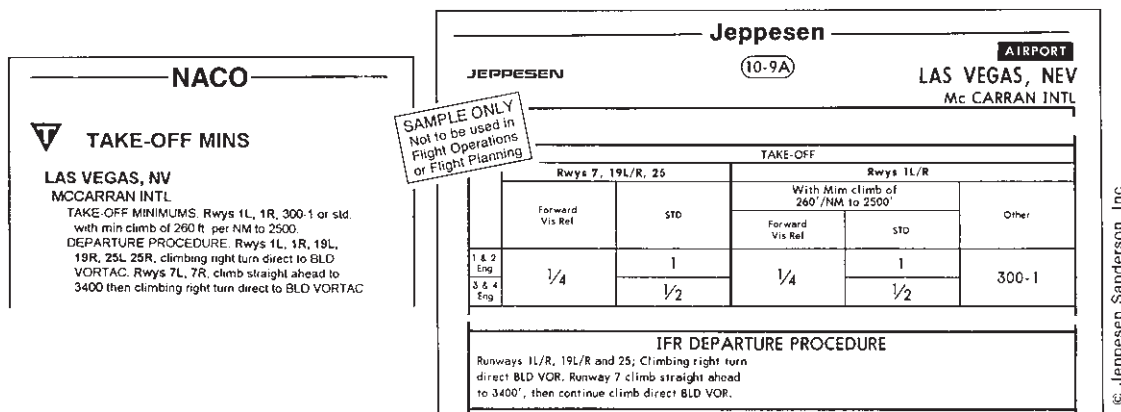 NACO
T TAKE-OFF MINS
LAS VEGAS, NV
MCCARRAN INTL
TAKE-OFF MINIMUMS. Rwys 1L, 1R, 300-1 or std.
with min climb of 260 ft per NM to 2500.
DEPARTURE PROCEDURE. Rwys 1L, 1R, 19L,
19R, 25L 25R, climbing right turn direct to BLD
VORTAC. Rwys 7L, 7R, climb straight ahead to
3400 then climbing right turn direct to BLD VORTAC
SAMPLE ONLY
Not to be used in
Flight Operations
or Flight Planning
Jeppesen
JEPPESEN
10-9A
AIRPORT
LAS VEGAS, NEV
Mc CARRAN INTL
TAKE-OFF
Rwys 7, 19L/R, 25
Rwys 1L/R
With Mim climb of
260'/NM to 2500'
Other
Forward
Vis Ref
STD
Forward
Vis Ref
STD
1 & 2
Eng
1/4
1
1/4
1
300-1
3 & 4
Eng
1/2
1/2
IFR DEPARTURE PROCEDURE
Runways 1L/R, 19L/R and 25; Climbing right turn
direct BLD VOR. Runway 7 climb straight ahead
to 3400', then continue climb direct BLD VOR.
© Jeppesen Sanderson, Inc.